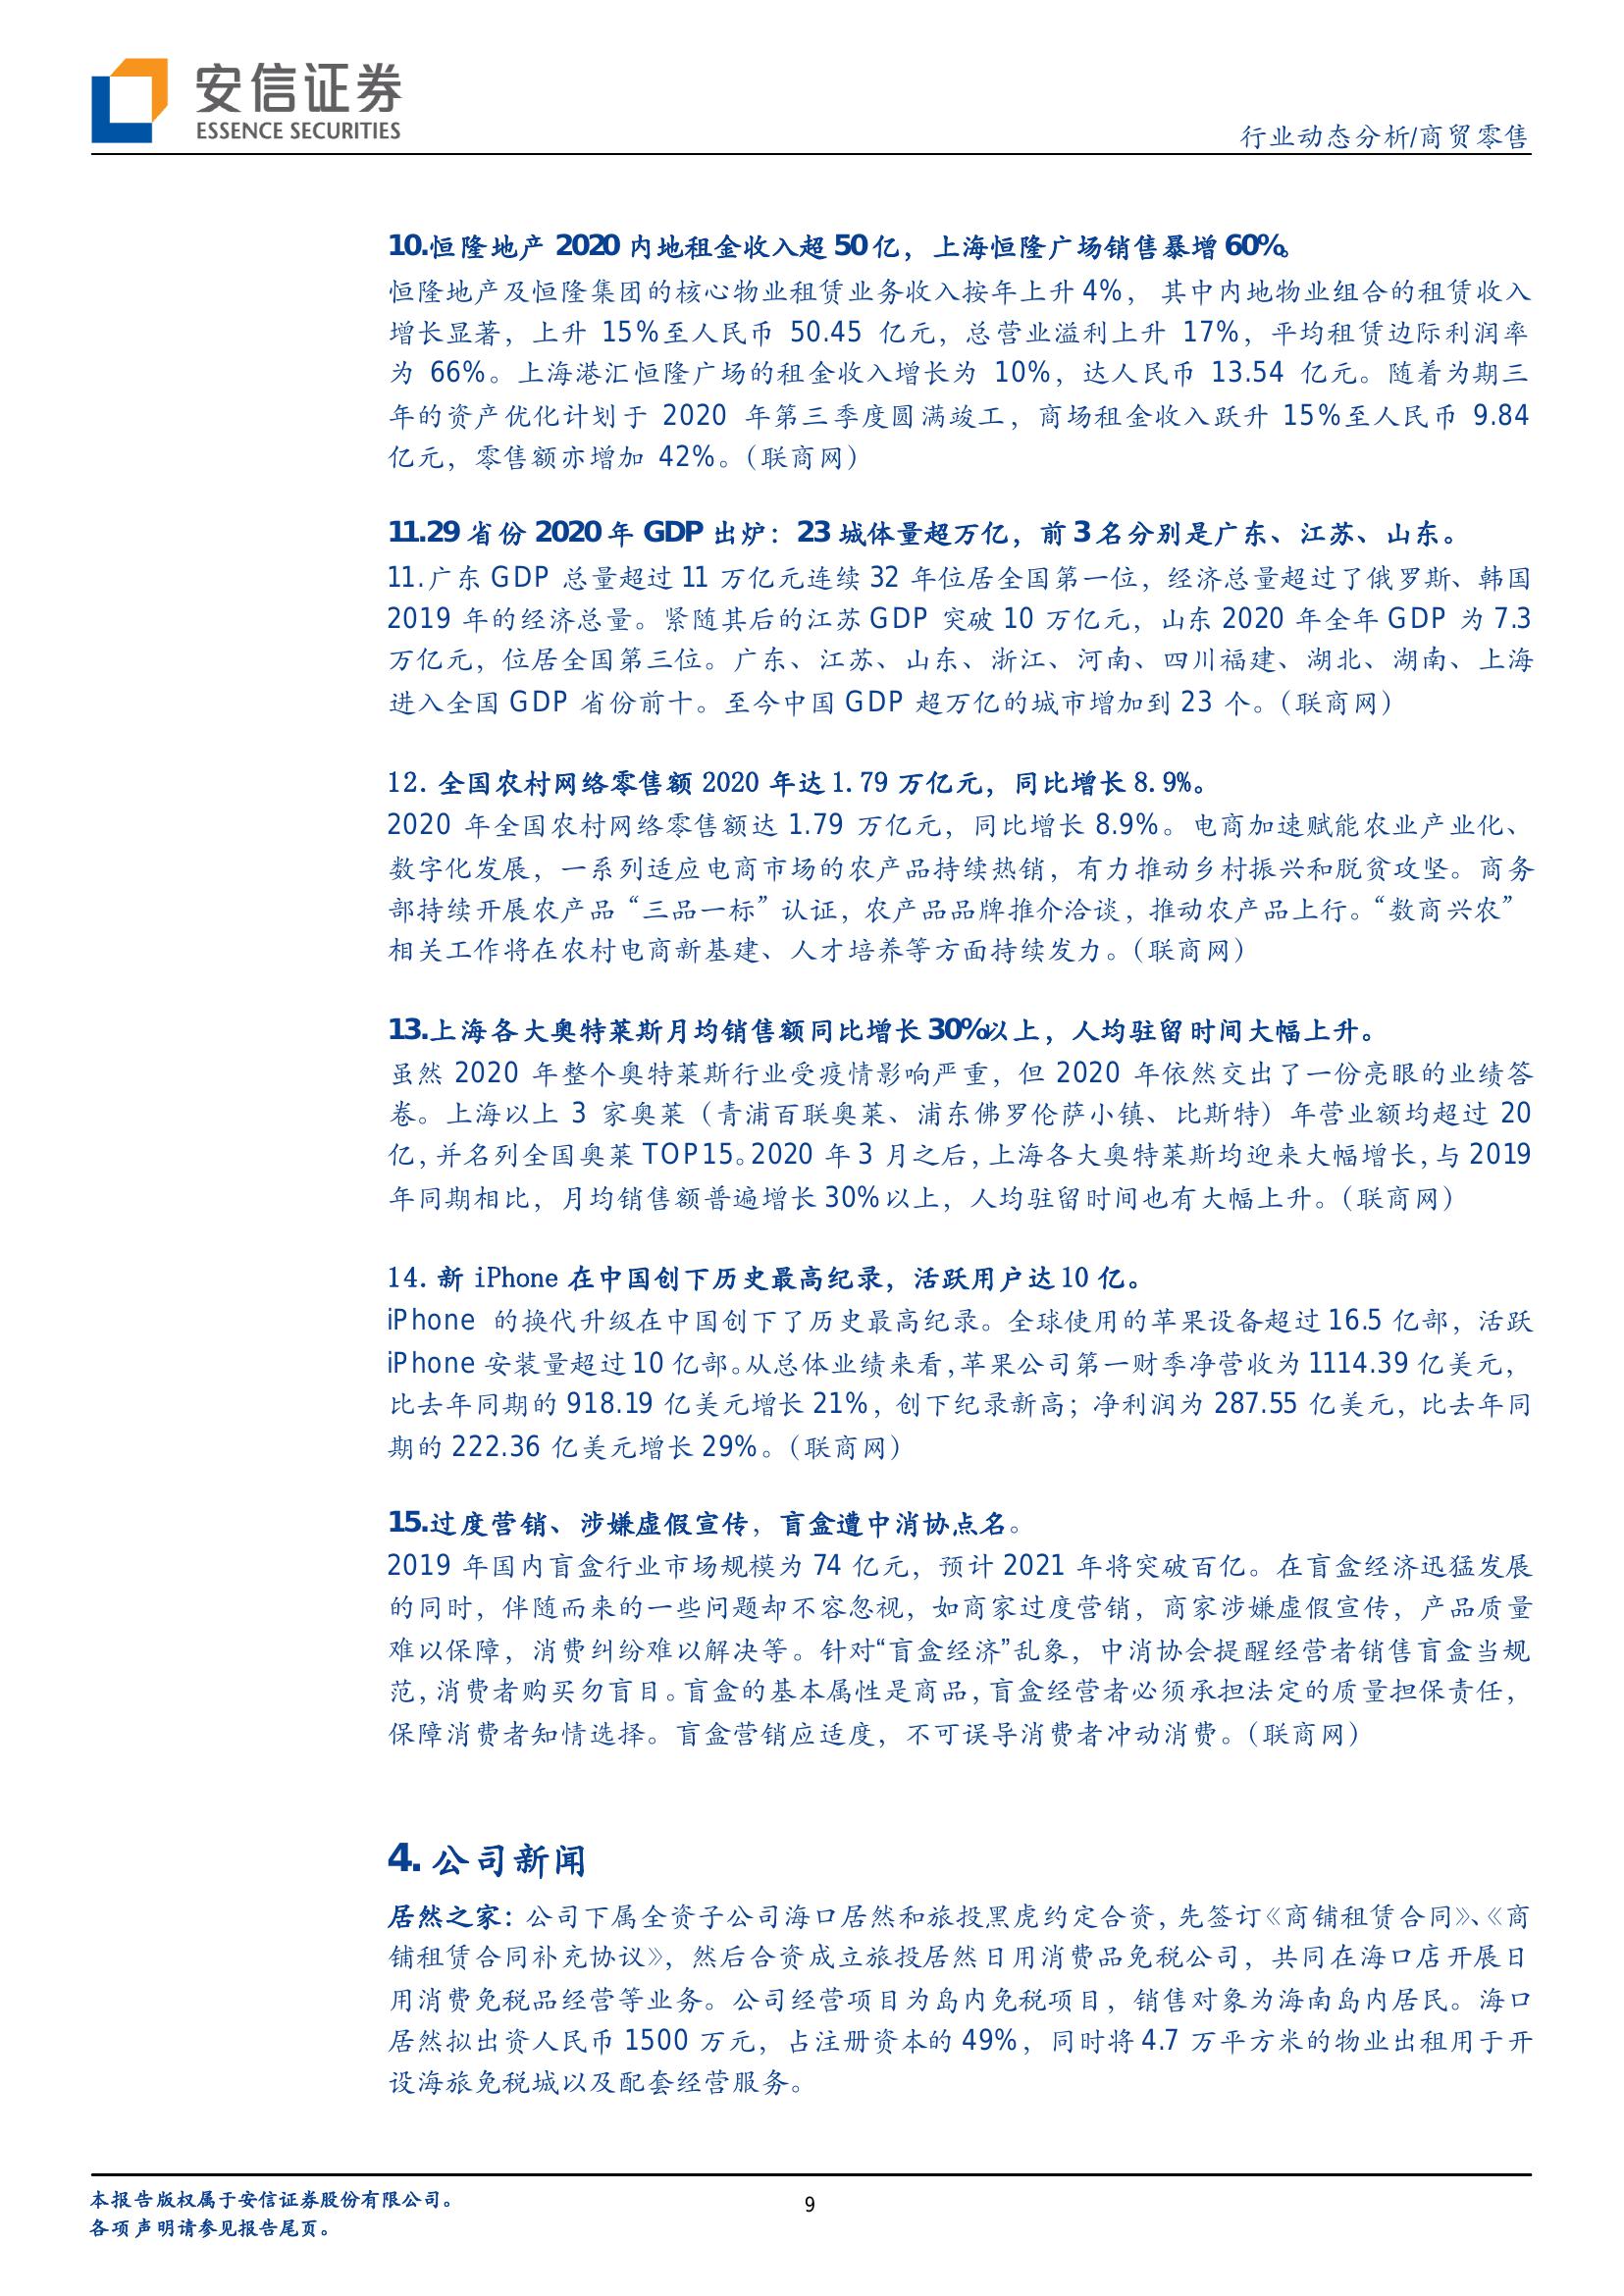 安信证券
ESSENCE SECURITIES
行业动态分析/商贸零售
10.恒隆地产 2020 内地租金收入超 50 亿，上海恒隆广场销售暴增 60%。
恒隆地产及恒隆集团的核心物业租赁业务收入按年上升 4%， 其中内地物业组合的租赁收入
增长显著，上升 15%至人民币 50.45 亿元，总营业溢利上升 17%，平均租赁边际利润率
为 66%。上海港汇恒隆广场的租金收入增长为 10%，达人民币 13.54 亿元。随着为期三
年的资产优化计划于 2020 年第三季度圆满竣工，商场租金收入跃升 15%至人民币 9.84
亿元，零售额亦增加 42%。（联商网）
11.29 省份 2020 年 GDP 出炉：23 城体量超万亿，前 3 名分别是广东、江苏、山东。
11.广东 GDP 总量超过 11 万亿元连续 32 年位居全国第一位，经济总量超过了俄罗斯、韩国
2019 年的经济总量。紧随其后的江苏 GDP 突破 10 万亿元，山东 2020 年全年 GDP 为 7.3
万亿元，位居全国第三位。广东、江苏、山东、浙江、河南、四川福建、湖北、湖南、上海
进入全国 GDP 省份前十。至今中国 GDP 超万亿的城市增加到 23 个。（联商网）
12. 全国农村网络零售额 2020 年达 1.79 万亿元，同比增长 8.9%。
2020 年全国农村网络零售额达 1.79 万亿元，同比增长 8.9%。电商加速赋能农业产业化、
数字化发展，一系列适应电商市场的农产品持续热销，有力推动乡村振兴和脱贫攻坚。商务
部持续开展农产品“三品一标”认证，农产品品牌推介洽谈，推动农产品上行。“数商兴农”
相关工作将在农村电商新基建、人才培养等方面持续发力。（联商网）
13.上海各大奥特莱斯月均销售额同比增长 30%以上，人均驻留时间大幅上升。
虽然 2020 年整个奥特莱斯行业受疫情影响严重，但 2020 年依然交出了一份亮眼的业绩答
卷。上海以上 3 家奥莱（青浦百联奥莱、浦东佛罗伦萨小镇、比斯特）年营业额均超过 20
亿，并名列全国奥莱 TOP15。2020 年 3 月之后，上海各大奥特莱斯均迎来大幅增长，与 2019
年同期相比，月均销售额普遍增长 30%以上，人均驻留时间也有大幅上升。（联商网）
14. 新 iPhone 在中国创下历史最高纪录，活跃用户达 10 亿。
iPhone 的换代升级在中国创下了历史最高纪录。全球使用的苹果设备超过 16.5 亿部，活跃
iPhone 安装量超过 10 亿部。从总体业绩来看，苹果公司第一财季净营收为 1114.39 亿美元，
比去年同期的 918.19 亿美元增长 21%，创下纪录新高；净利润为 287.55 亿美元，比去年同
期的 222.36 亿美元增长 29%。（联商网）
15.过度营销、涉嫌虚假宣传，盲盒遭中消协点名。
2019 年国内盲盒行业市场规模为 74 亿元，预计 2021 年将突破百亿。在盲盒经济迅猛发展
的同时，伴随而来的一些问题却不容忽视，如商家过度营销，商家涉嫌虚假宣传，产品质量
难以保障，消费纠纷难以解决等。针对“盲盒经济”乱象，中消协会提醒经营者销售盲盒当规
范，消费者购买勿盲目。盲盒的基本属性是商品，盲盒经营者必须承担法定的质量担保责任，
保障消费者知情选择。盲盒营销应适度，不可误导消费者冲动消费。（联商网）
4. 公司新闻
居然之家：公司下属全资子公司海口居然和旅投黑虎约定合资，先签订《商铺租赁合同》、《商
铺租赁合同补充协议》，然后合资成立旅投居然日用消费品免税公司，共同在海口店开展日
用消费免税品经营等业务。公司经营项目为岛内免税项目，销售对象为海南岛内居民。海口
居然拟出资人民币 1500 万元，占注册资本的 49%，同时将 4.7 万平方米的物业出租用于开
设海旅免税城以及配套经营服务。
本报告版权属于安信证券股份有限公司。
9
各项声明请参见报告尾页。